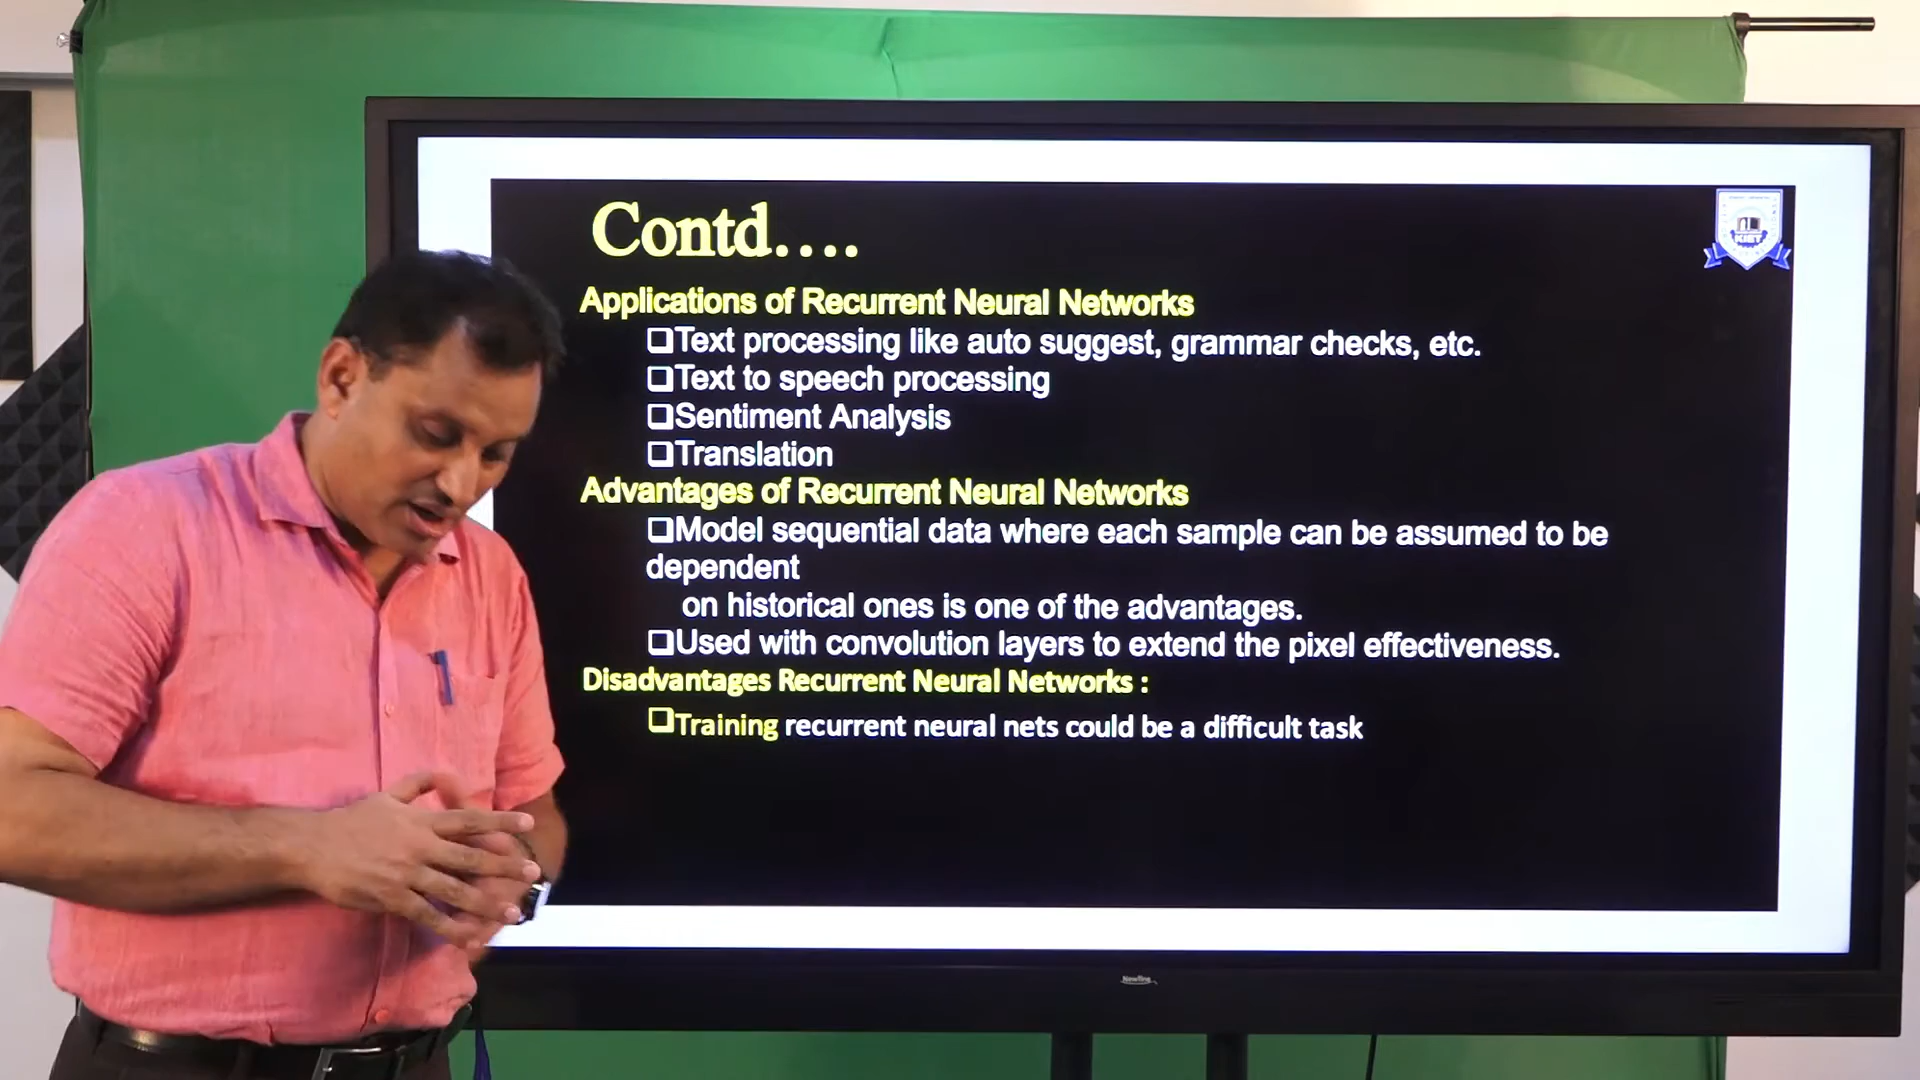 Contd....
Applications of Recurrent Neural Networks
❑Text processing like auto suggest, grammar checks, etc.
❑Text to speech processing
❑Sentiment Analysis
❑Translation
Advantages of Recurrent Neural Networks
❑Model sequential data where each sample can be assumed to be
dependent
on historical ones is one of the advantages.
❑Used with convolution layers to extend the pixel effectiveness.
Disadvantages Recurrent Neural Networks :
❑Training recurrent neural nets could be a difficult task
KIET
Newline